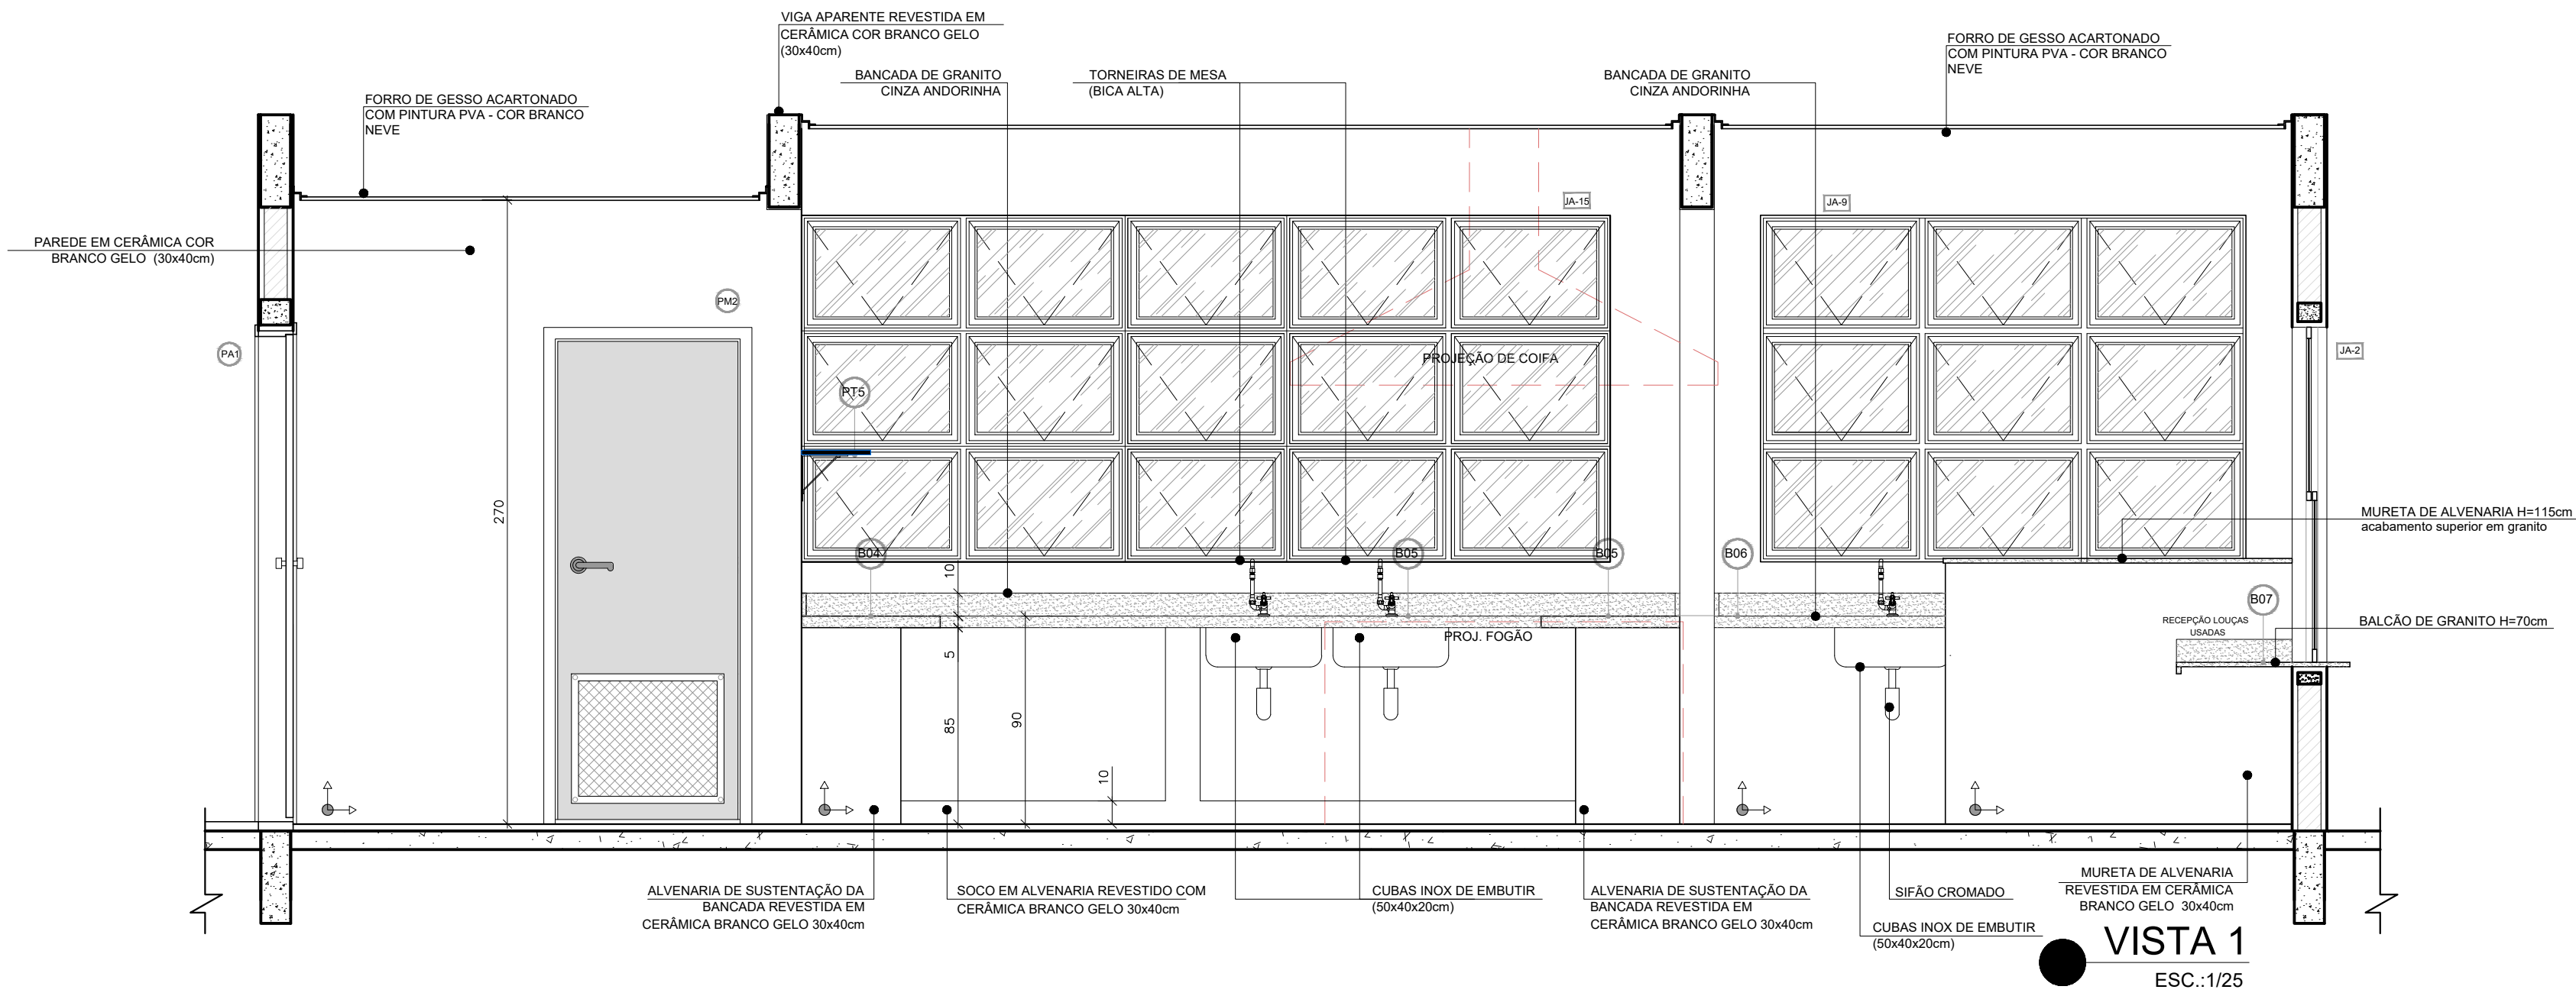 VIGA APARENTE REVESTIDA EM
CERÂMICA COR BRANCO GELO
(30x40cm)
FORRO DE GESSO ACARTONADO
COM PINTURA PVA - COR BRANCO
NEVE
BANCADA DE GRANITO
CINZA ANDORINHA
TORNEIRAS DE MESA
(BICA ALTA)
BANCADA DE GRANITO
CINZA ANDORINHA
FORRO DE GESSO ACARTONADO
COM PINTURA PVA - COR BRANCO
NEVE
JA-15
JA-9
PAREDE EM CERÂMICA COR
BRANCO GELO (30x40cm)
PM2
PA1
JA-2
PROJEÇÃO DE COIFA
PT5
270
MURETA DE ALVENARIA H=115cm
acabamento superior em granito
B04
B05
B05
B06
10
B07
RECEPÇÃO LOUÇAS
USADAS
BALCÃO DE GRANITO H=70cm
PROJ. FOGÃO
5
85
90
10
ALVENARIA DE SUSTENTAÇÃO DA
BANCADA REVESTIDA EM
CERÂMICA BRANCO GELO 30x40cm
SOCO EM ALVENARIA REVESTIDO COM
CERÂMICA BRANCO GELO 30x40cm
CUBAS INOX DE EMBUTIR
(50x40x20cm)
ALVENARIA DE SUSTENTAÇÃO DA
BANCADA REVESTIDA EM
CERÂMICA BRANCO GELO 30x40cm
SIFÃO CROMADO
CUBAS INOX DE EMBUTIR
(50x40x20cm)
MURETA DE ALVENARIA
REVESTIDA EM CERÂMICA
BRANCO GELO 30x40cm
VISTA 1
ESC.:1/25